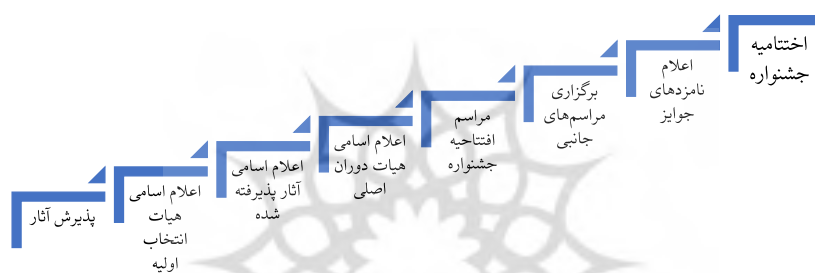 پذیرش آثار
اعلام اسامی
هیات
انتخاب
اولیه
اعلام اسامی
آثار پذیرفته
شده
اعلام اسامی
هیات دوران
اصلی
مراسم
افتتاحیه
جشنواره
برگزاری
مراسم‌های
جانبی
اعلام
نامزدهای
جوایز
اختتامیه
جشنواره